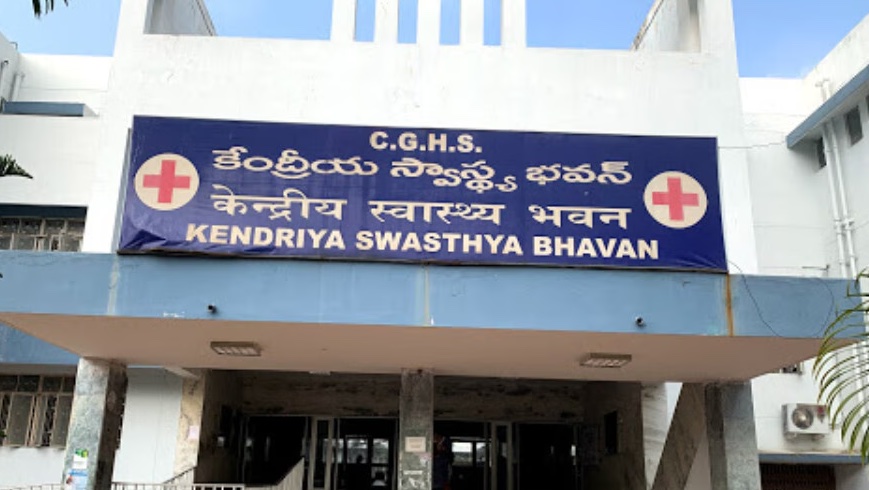 C.G.H.S.
కేంద్రీయ స్వాస్థ్య భవన్
केन्द्रीय स्वास्थ्य भवन
KENDRIYA SWASTHYA BHAVAN